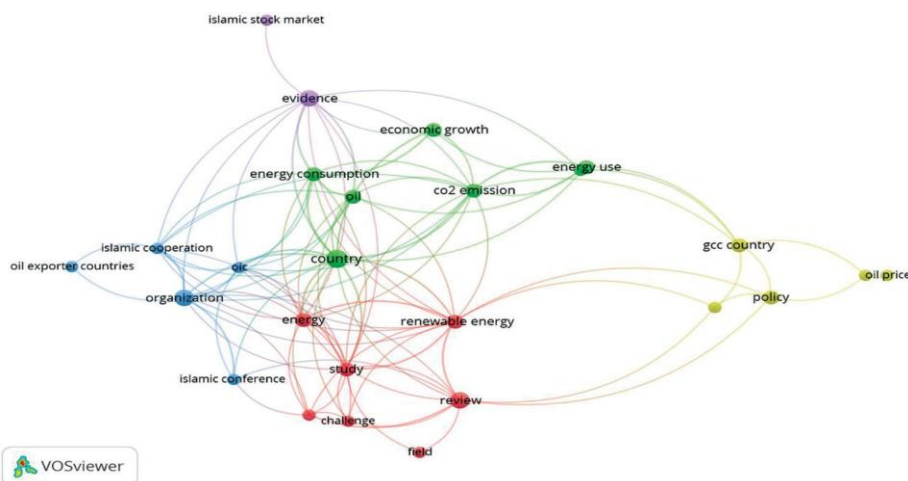 islamic stock market
evidence
economic growth
energy consumption
energy use
co2 emission
oil
islamic cooperation
gcc country
oil exporter countries
oic
country
oil price
organization
policy
energy
renewable energy
study
islamic conference
review
challenge
field
VOSviewer